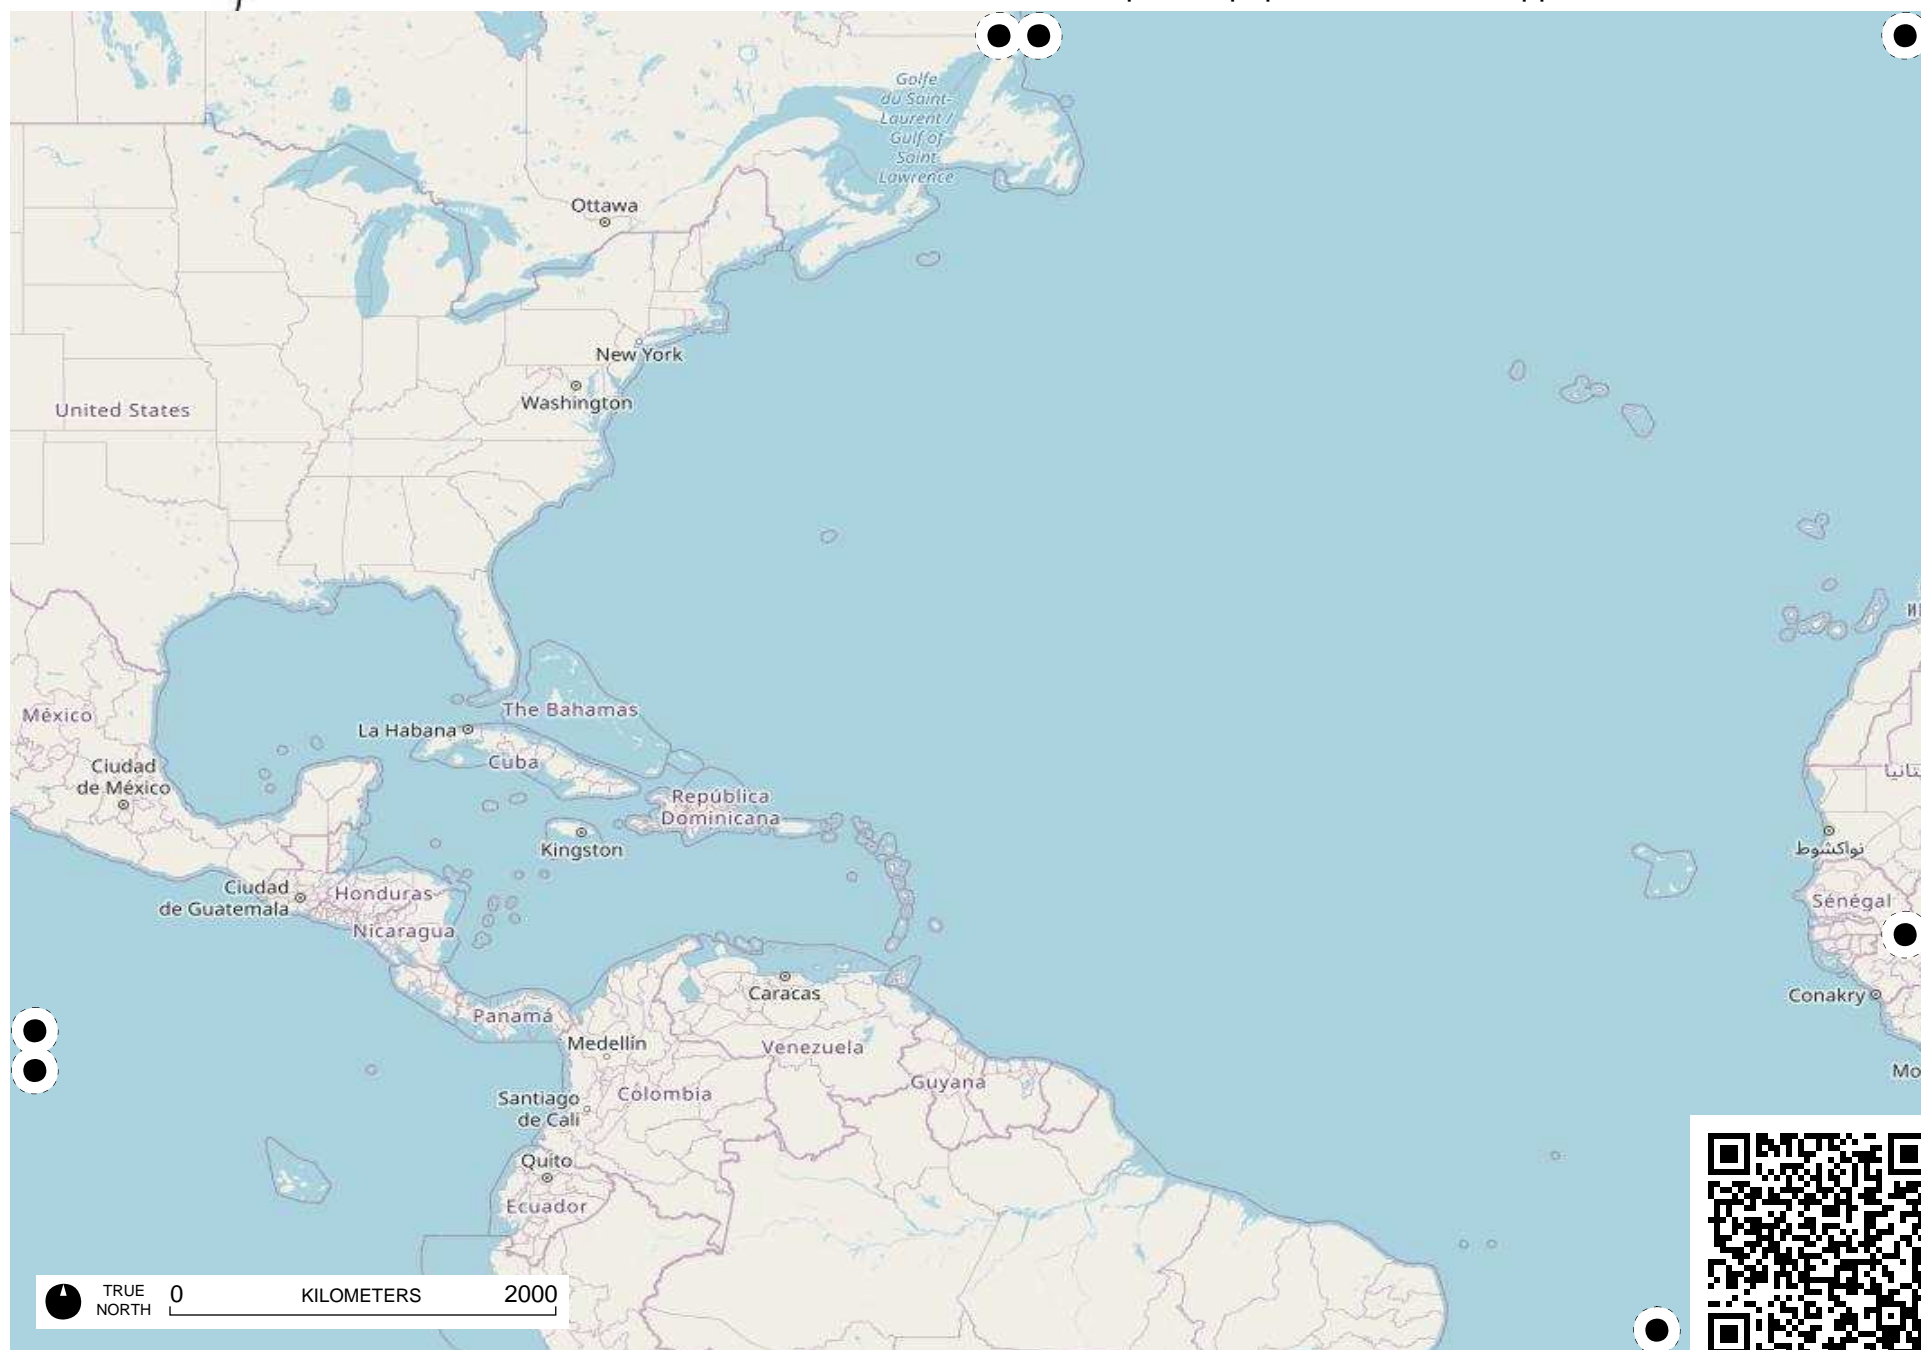 Golfe
du Saint-
Laurent /
Gulf of
Saint
Lawrence
Ottawa
New York
Washington
United States
México
Ciudad
de México
La Habana
The Bahamas
Cuba
República
Dominicana
Kingston
Ciudad
de Guatemala
Honduras
Nicaragua
نواكشوط
Sénégal
Conakry
Caracas
Panamá
Medellín
Venezuela
Guyana
Colombia
Santiago
de Cali
Quito
Ecuador
TRUE
NORTH
0 KILOMETERS 2000